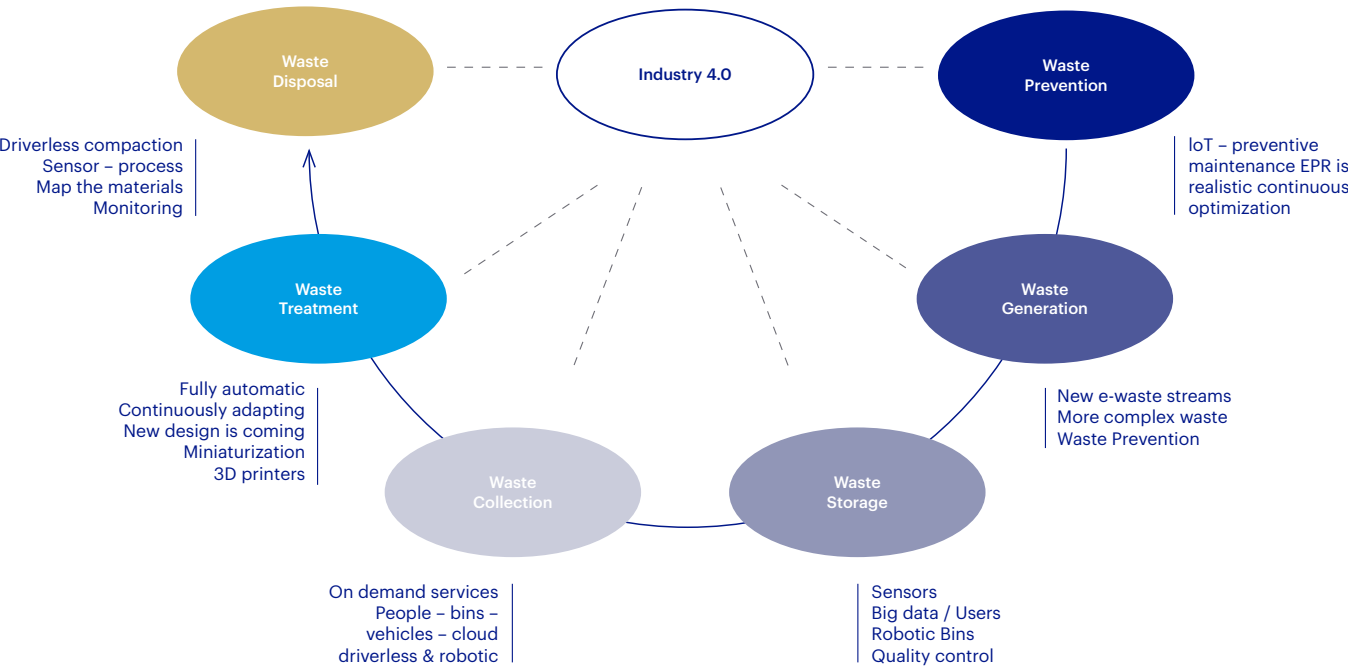 Waste
Disposal
Industry 4.0
Waste
Prevention
Driverless compaction
Sensor – process
Map the materials
Monitoring
IoT – preventive
maintenance EPR is
realistic continuous
optimization
Waste
Treatment
Waste
Generation
Fully automatic
Continuously adapting
New design is coming
Miniaturization
3D printers
New e-waste streams
More complex waste
Waste Prevention
Waste
Collection
Waste
Storage
On demand services
People – bins –
vehicles – cloud
driverless & robotic
Sensors
Big data / Users
Robotic Bins
Quality control